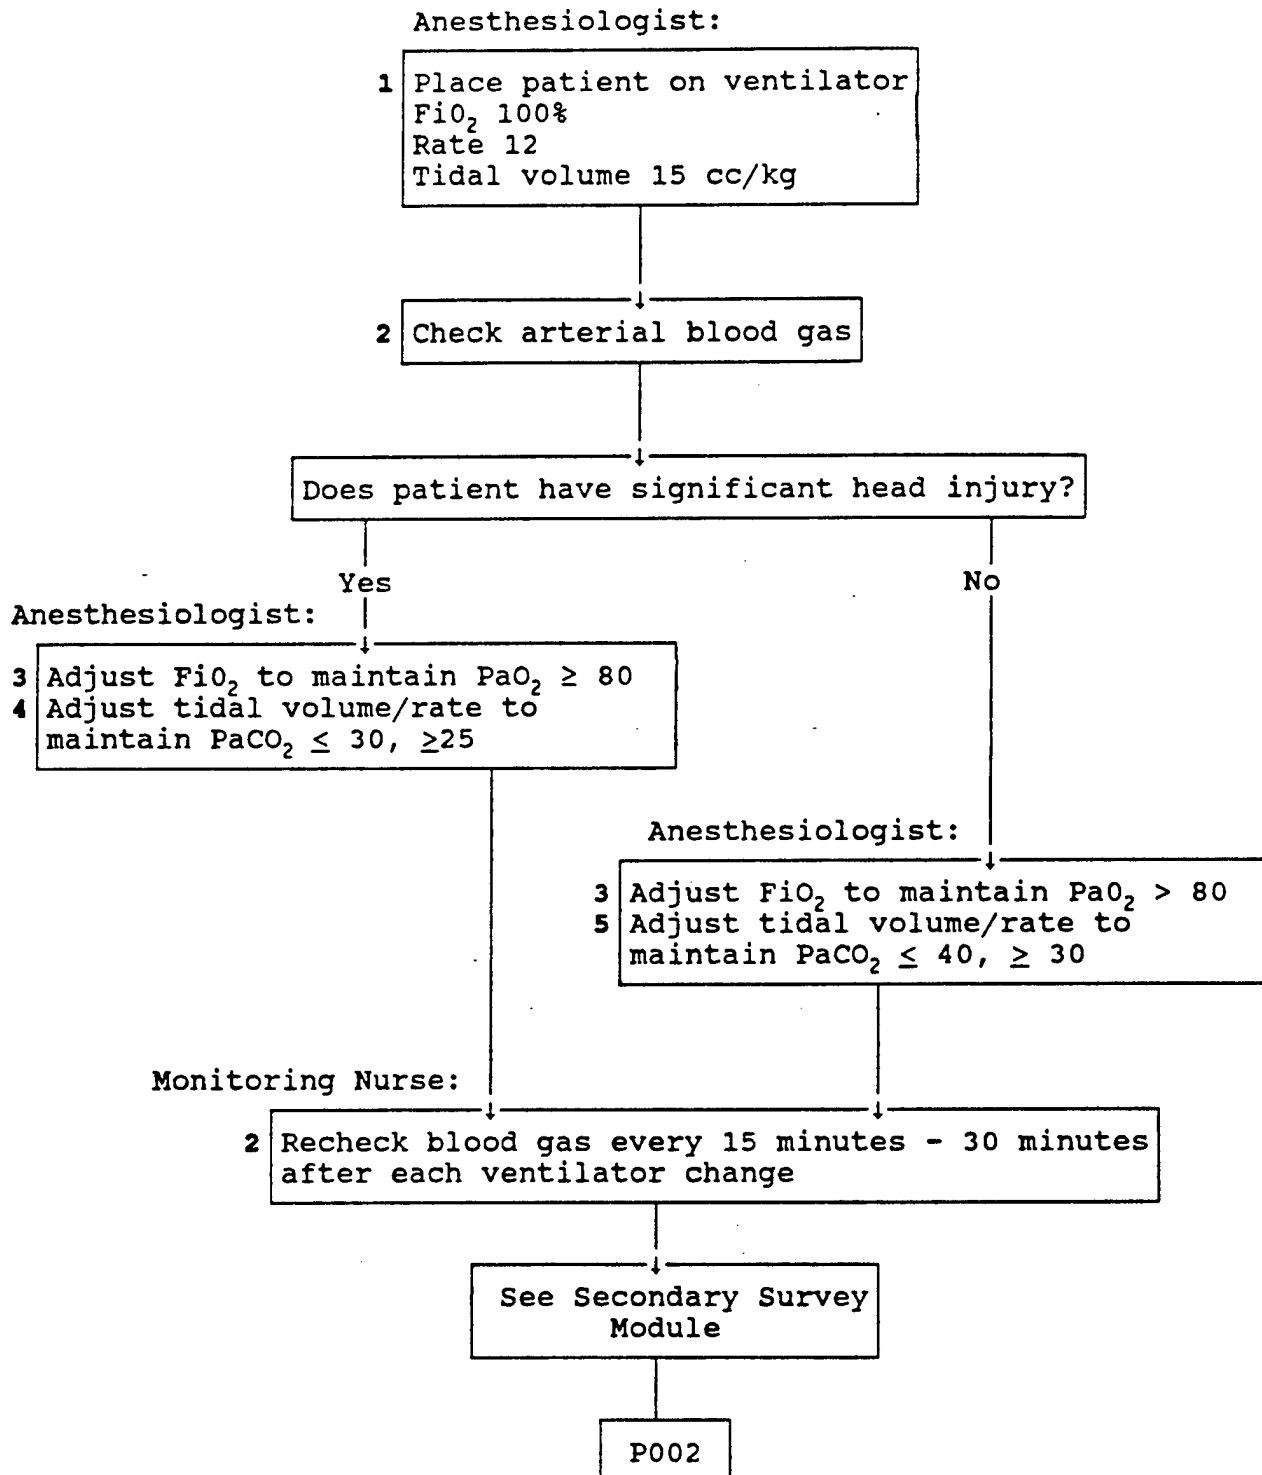 Anesthesiologist:
1 Place patient on ventilator
FiO₂ 100%
Rate 12
Tidal volume 15 cc/kg
2 Check arterial blood gas
Does patient have significant head injury?
Yes
No
Anesthesiologist:
3 Adjust FiO₂ to maintain PaO₂ ≥ 80
4 Adjust tidal volume/rate to
maintain PaCO₂ ≤ 30, ≥25
Anesthesiologist:
3 Adjust FiO₂ to maintain PaO₂ > 80
5 Adjust tidal volume/rate to
maintain PaCO₂ ≤ 40, ≥ 30
Monitoring Nurse:
2 Recheck blood gas every 15 minutes - 30 minutes
after each ventilator change
See Secondary Survey
Module
P002